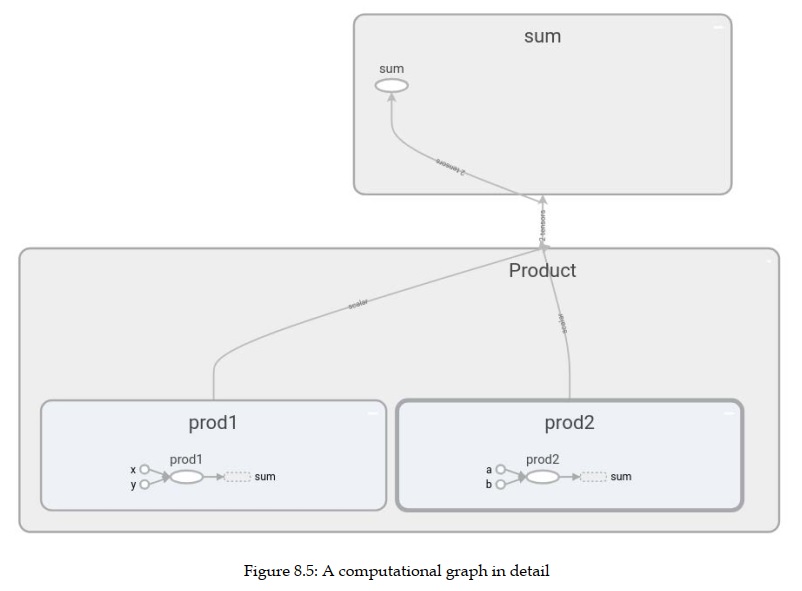 sum
sum
2 tensors
2 tensors
Product
scalar
scalar
prod1
prod2
prod1
x
y
sum
prod2
a
b
sum
Figure 8.5: A computational graph in detail